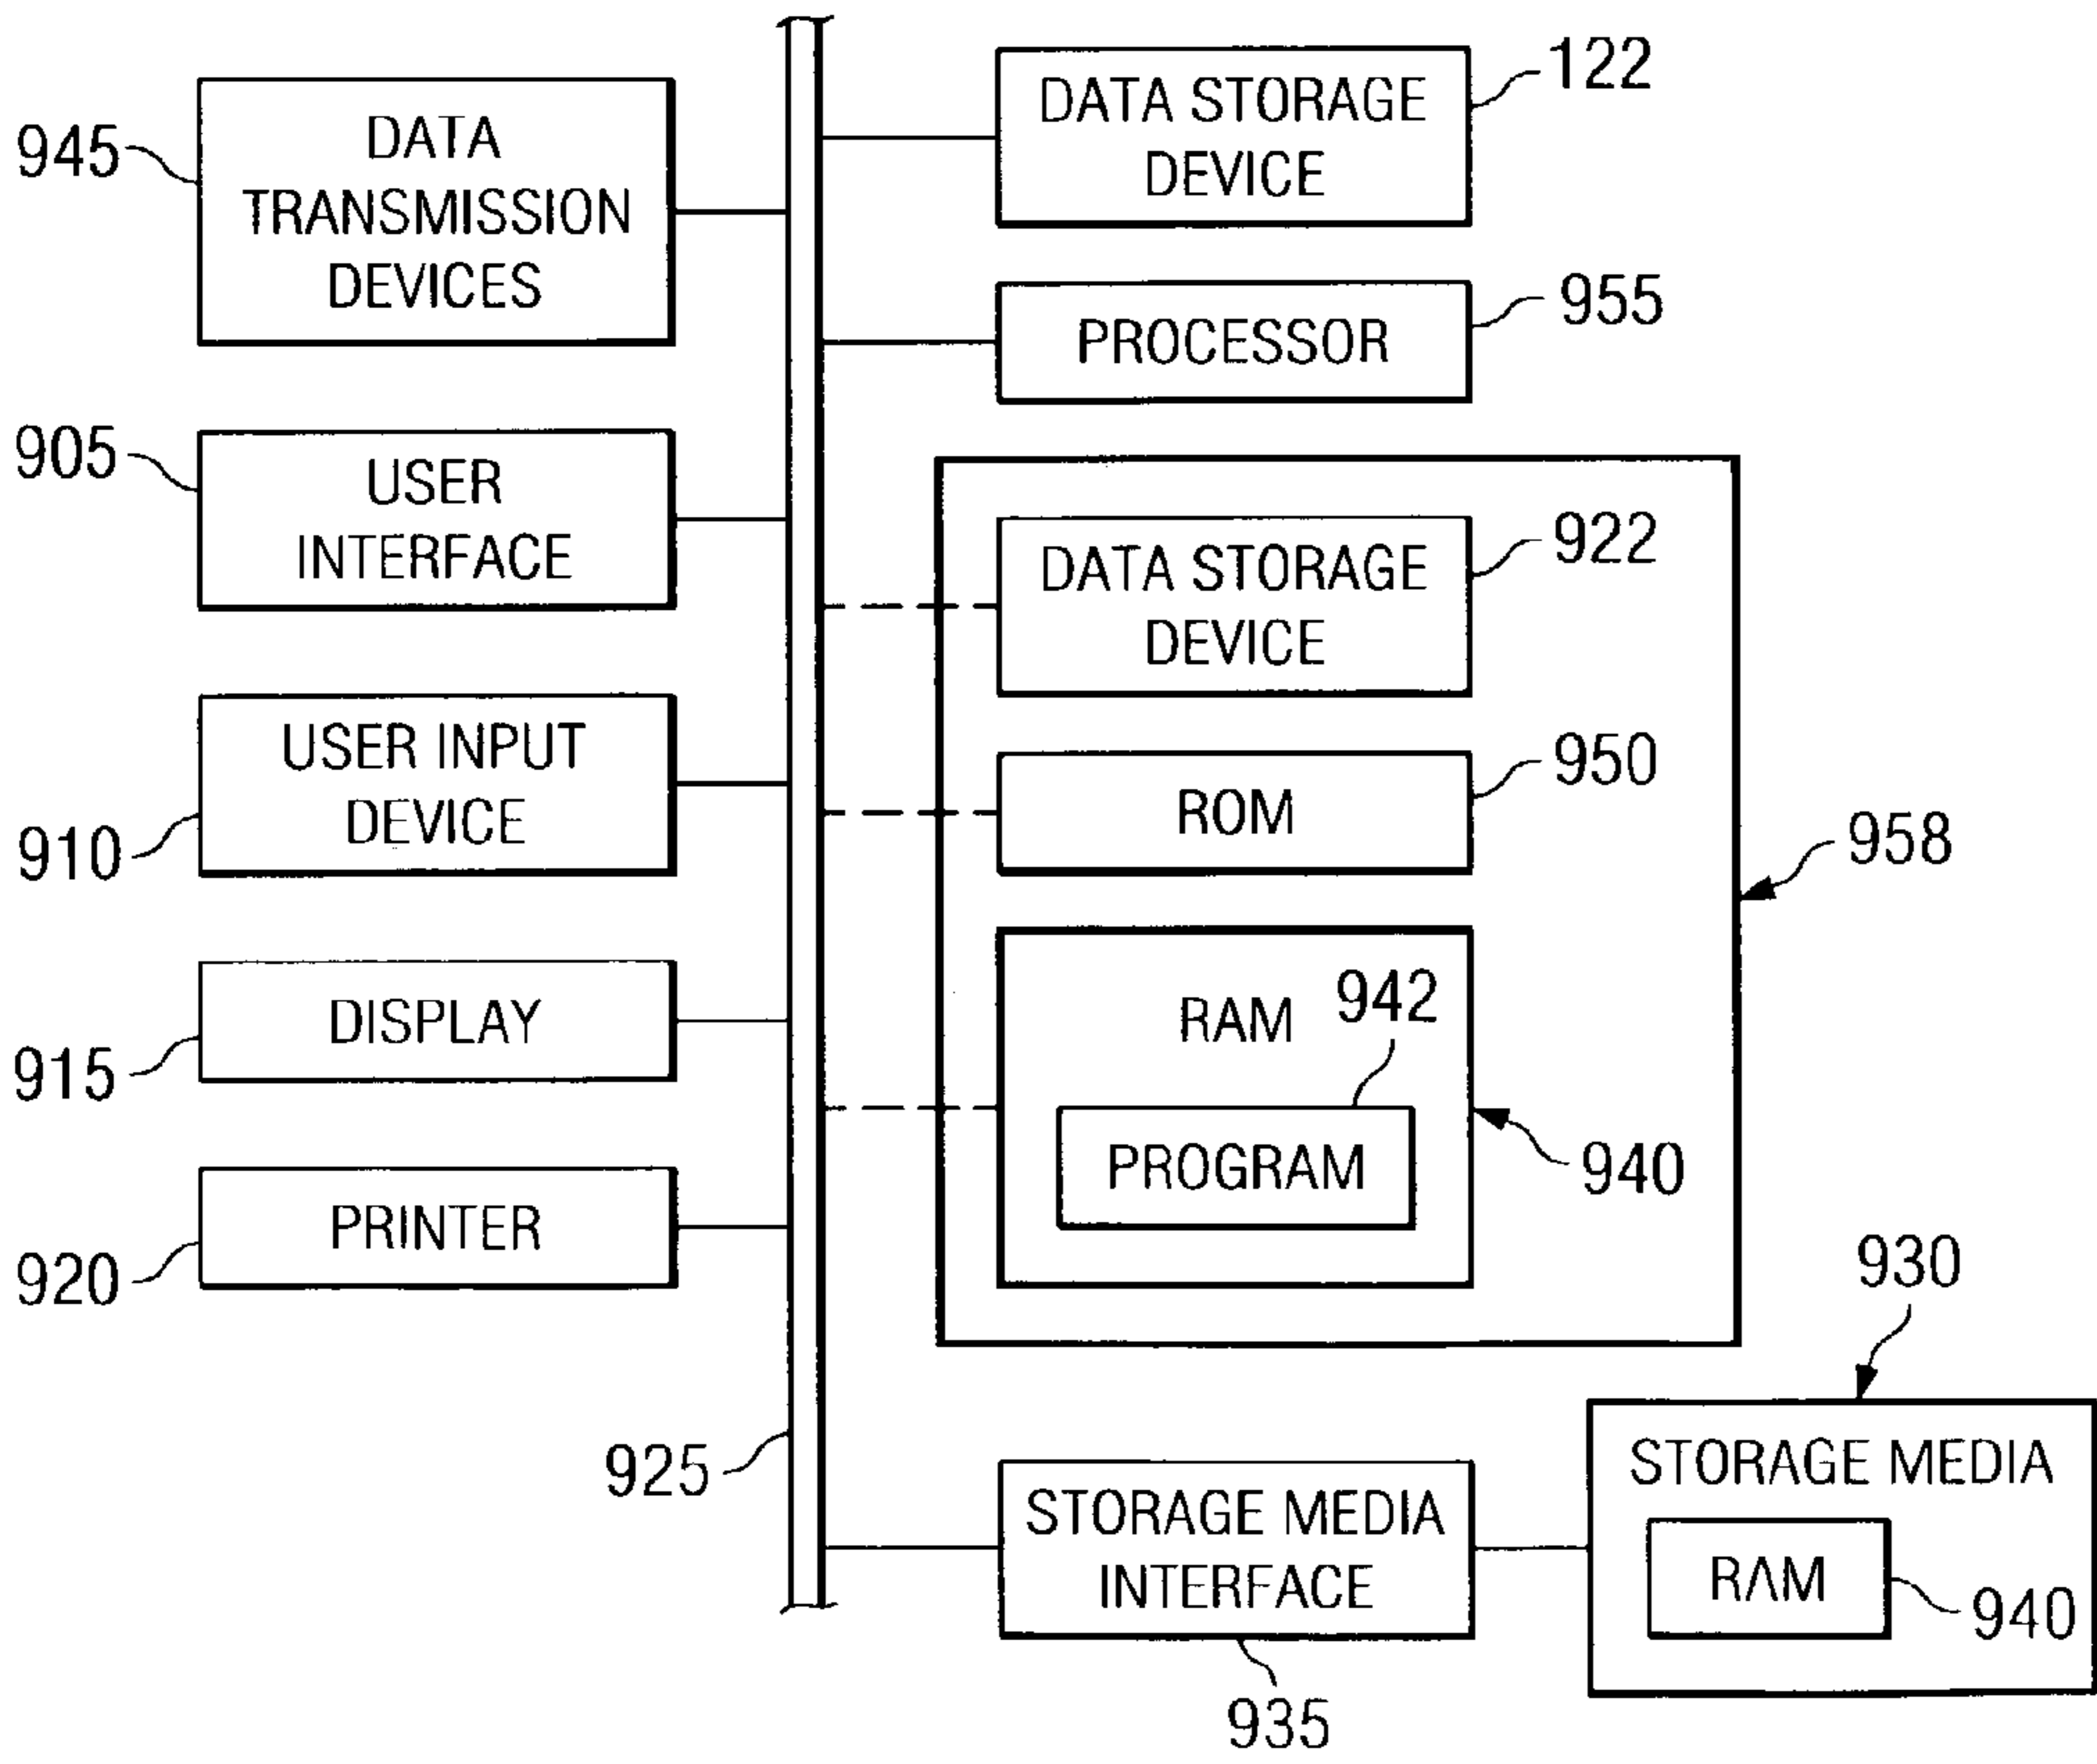 945
DATA
TRANSMISSION
DEVICES
905
USER
INTERFACE
910
USER INPUT
DEVICE
915
DISPLAY
920
PRINTER
925
122
DATA STORAGE
DEVICE
955
PROCESSOR
922
DATA STORAGE
DEVICE
950
ROM
958
RAM
942
PROGRAM
940
930
STORAGE MEDIA
RAM
940
STORAGE MEDIA
INTERFACE
935